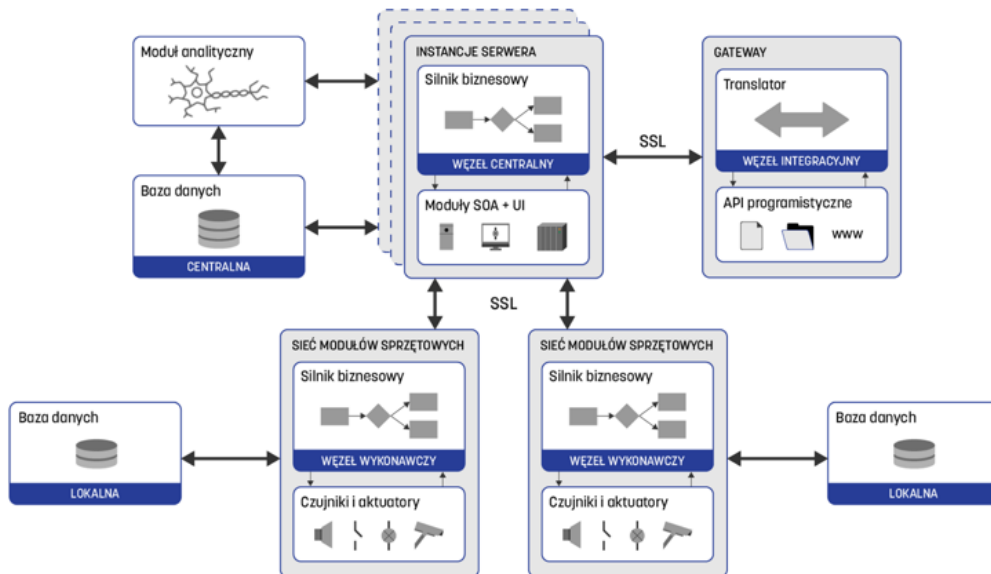 Moduł analityczny
INSTANCJE SERWERA
Silnik biznesowy
WĘZEŁ CENTRALNY
Moduły SOA + UI
GATEWAY
Translator
WĘZEŁ INTEGRACYJNY
API programistyczne
www
SSL
Baza danych
CENTRALNA
SSL
SIEĆ MODUŁÓW SPRZĘTOWYCH
Silnik biznesowy
WĘZEŁ WYKONAWCZY
Czujniki i aktuatory
SIEĆ MODUŁÓW SPRZĘTOWYCH
Silnik biznesowy
WĘZEŁ WYKONAWCZY
Czujniki i aktuatory
Baza danych
LOKALNA
Baza danych
LOKALNA